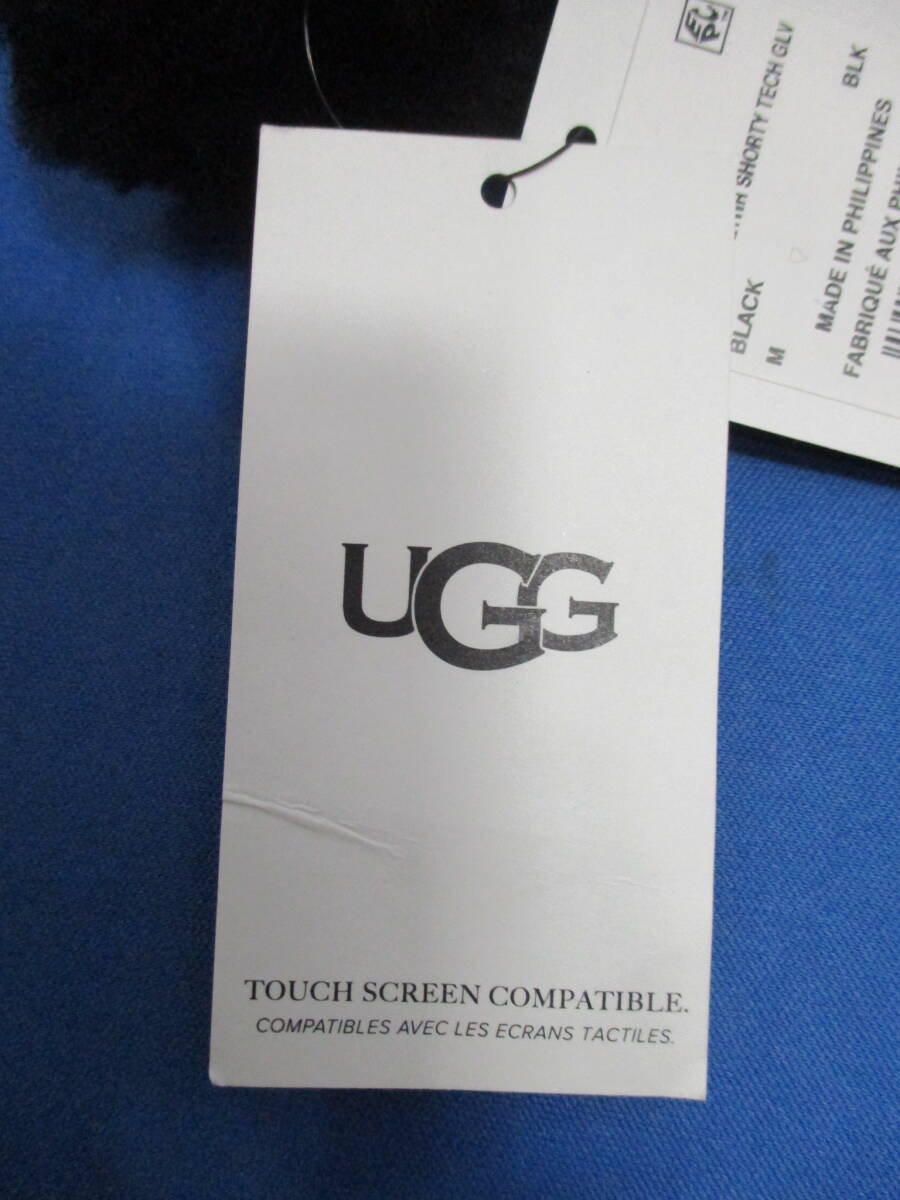 UGG
TOUCH SCREEN COMPATIBLE.
COMPATIBLES AVEC LES ECRANS TACTILES.
SHORTY TECH GLV
BLACK
BLK
M
MADE IN PHILIPPINES
FABRIQUÉ AUX